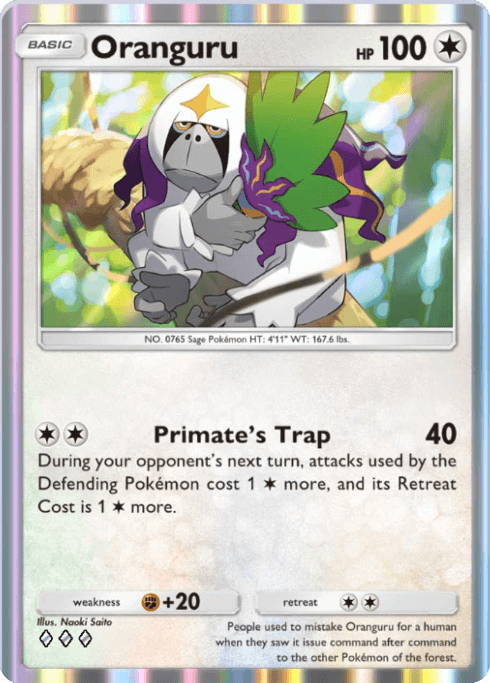 BASIC Oranguru HP 100
NO. 0765 Sage Pokémon HT: 4'11" WT: 167.6 lbs.
Primate's Trap 40
During your opponent's next turn, attacks used by the
Defending Pokémon cost 1 more, and its Retreat
Cost is 1 more.
weakness +20 retreat
Illus. Naoki Saito
People used to mistake Oranguru for a human
when they saw it issue command after command
to the other Pokémon of the forest.